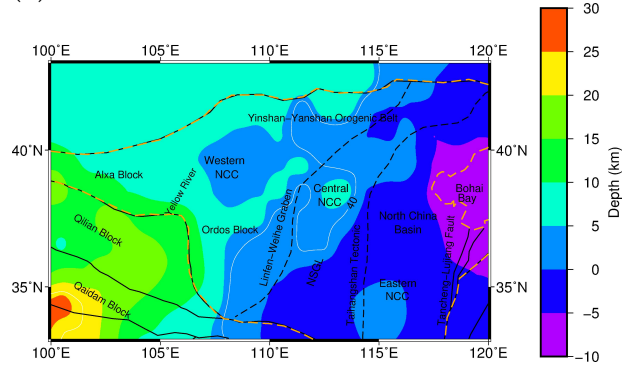 100°E 105°E 110°E 115°E 120°E
30
25
20
15
10
5
0
−5
−10
Depth (km)
40°N
35°N
Yinshan−Yanshan Orogenic Belt
Western
NCC
Alxa Block
Yellow River
Central
NCC
40
Bohai
Bay
Ordos Block
Qilian Block
North China
Basin
Linfen−Weihe Graben
NSGL
Taihangshan Tectonic
Tancheng−Lujiang Fault
Eastern
NCC
Qaidam Block
100°E 105°E 110°E 115°E 120°E